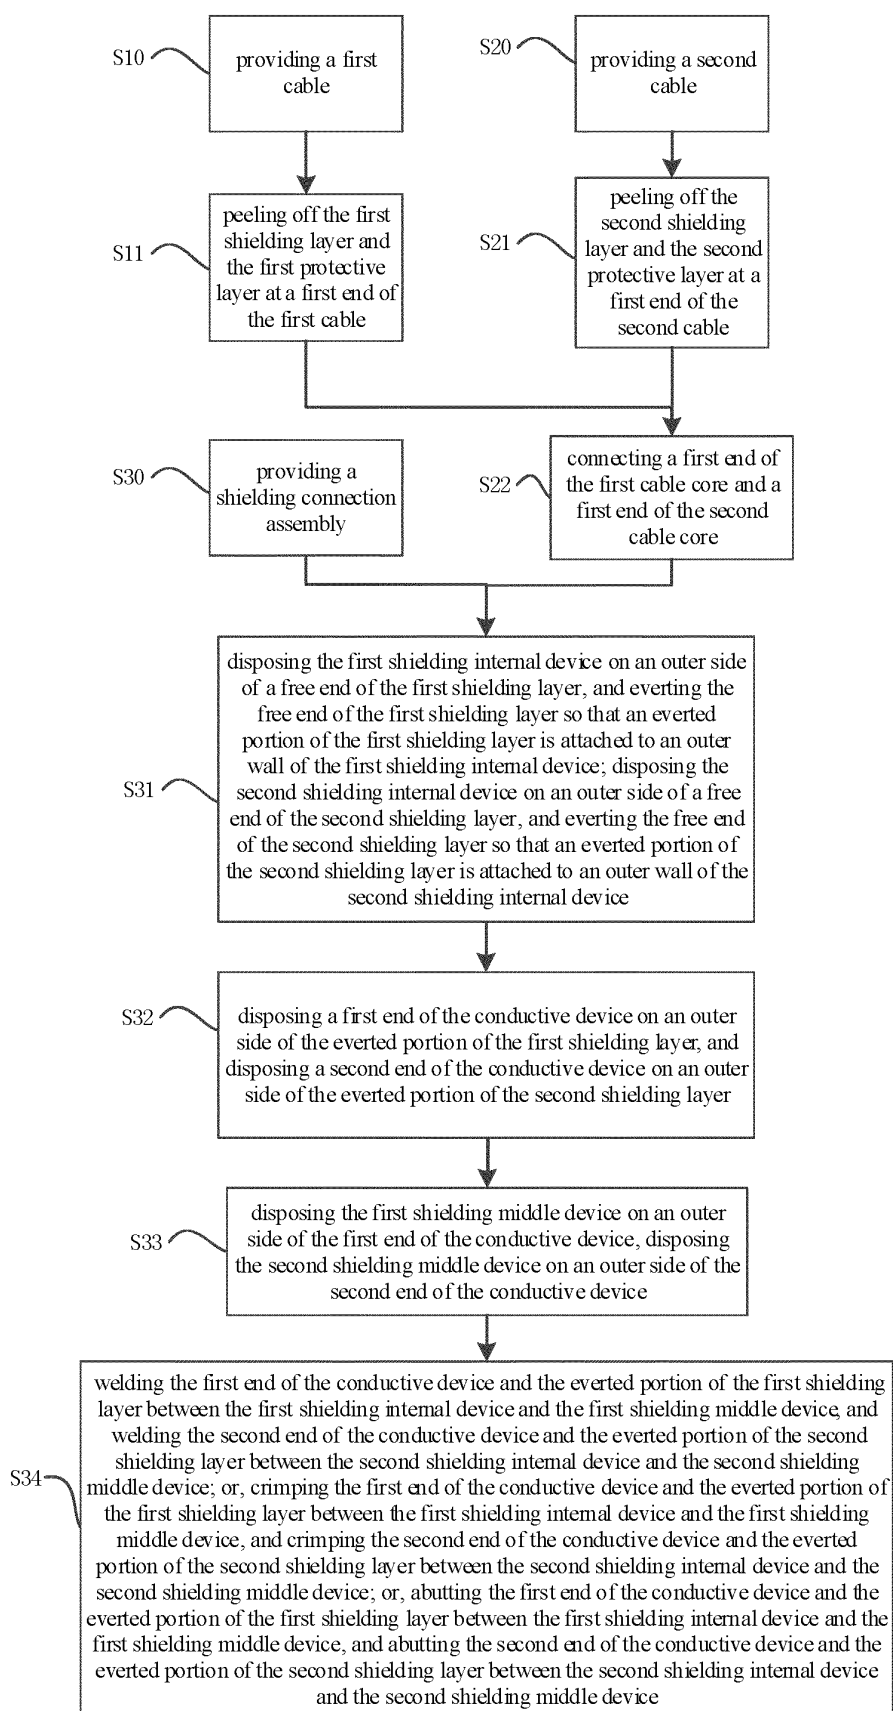 S10
providing a first
cable
S20
providing a second
cable
S11
peeling off the first
shielding layer and
the first protective
layer at a first end of
the first cable
S21
peeling off the
second shielding
layer and the second
protective layer at a
first end of the
second cable
S30
providing a
shielding connection
assembly
S22
connecting a first end of
the first cable core and a
first end of the second
cable core
S31
disposing the first shielding internal device on an outer side
of a free end of the first shielding layer, and everting the
free end of the first shielding layer so that an everted
portion of the first shielding layer is attached to an outer
wall of the first shielding internal device; disposing the
second shielding internal device on an outer side of a free
end of the second shielding layer, and everting the free end
of the second shielding layer so that an everted portion of
the second shielding layer is attached to an outer wall of the
second shielding internal device
S32
disposing a first end of the conductive device on an outer
side of the everted portion of the first shielding layer, and
disposing a second end of the conductive device on an outer
side of the everted portion of the second shielding layer
S33
disposing the first shielding middle device on an outer
side of the first end of the conductive device, disposing
the second shielding middle device on an outer side of the
second end of the conductive device
S34
welding the first end of the conductive device and the everted portion of the first shielding
layer between the first shielding internal device and the first shielding middle device, and
welding the second end of the conductive device and the everted portion of the second
shielding layer between the second shielding internal device and the second shielding
middle device; or, crimping the first end of the conductive device and the everted portion of
the first shielding layer between the first shielding internal device and the first shielding
middle device, and crimping the second end of the conductive device and the everted
portion of the second shielding layer between the second shielding internal device and the
second shielding middle device; or, abutting the first end of the conductive device and the
everted portion of the first shielding layer between the first shielding internal device and the
first shielding middle device, and abutting the second end of the conductive device and the
everted portion of the second shielding layer between the second shielding internal device
and the second shielding middle device